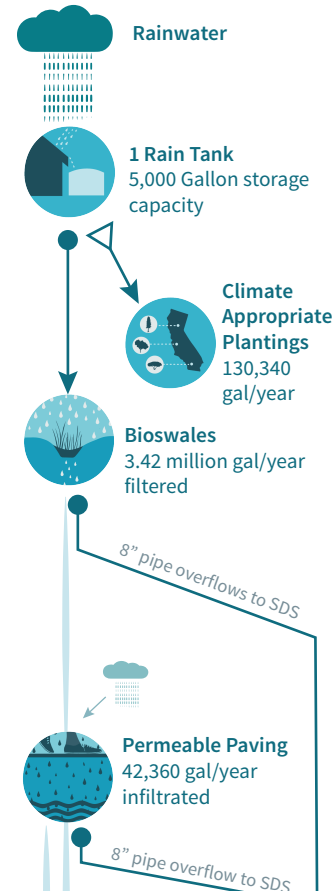 Rainwater
1 Rain Tank
5,000 Gallon storage
capacity
Climate
Appropriate
Plantings
130,340
gal/year
Bioswales
3.42 million gal/year
filtered
8” pipe overflows to SDS
Permeable Paving
42,360 gal/year
infiltrated
8” pipe overflow to SDS